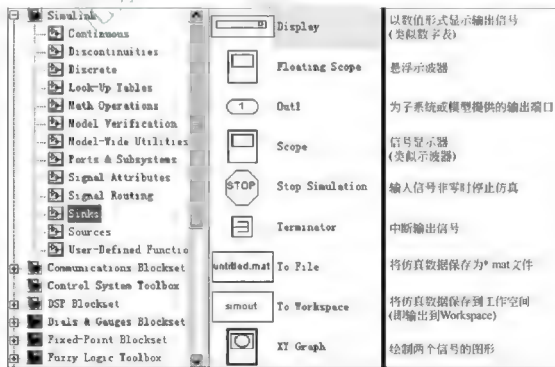 Simulink
Continuous
Discontinuities
Discrete
Look-Up Tables
Math Operations
Model Verification
Model-Wide Utilities
Ports & Subsystems
Signal Attributes
Signal Routing
Sinks
Sources
User-Defined Functio
Communications Blockset
Control System Toolbox
DSP Blockset
Dials & Gauges Blockset
Fixed-Point Blockset
Fuzzy Logic Toolbox
Display
以数值形式显示输出信号
(类似数字表)
Floating Scope
悬浮示波器
1
Out1
为子系统或模型提供的输出端口
Scope
信号显示器
(类似示波器)
STOP
Stop Simulation
输入信号非零时停止仿真
Terminator
中断输出信号
untitled.mat
To File
将仿真数据保存为* mat 文件
simout
To Workspace
将仿真数据保存到工作空间
(即输出到Workspace)
XY Graph
绘制两个信号的图形